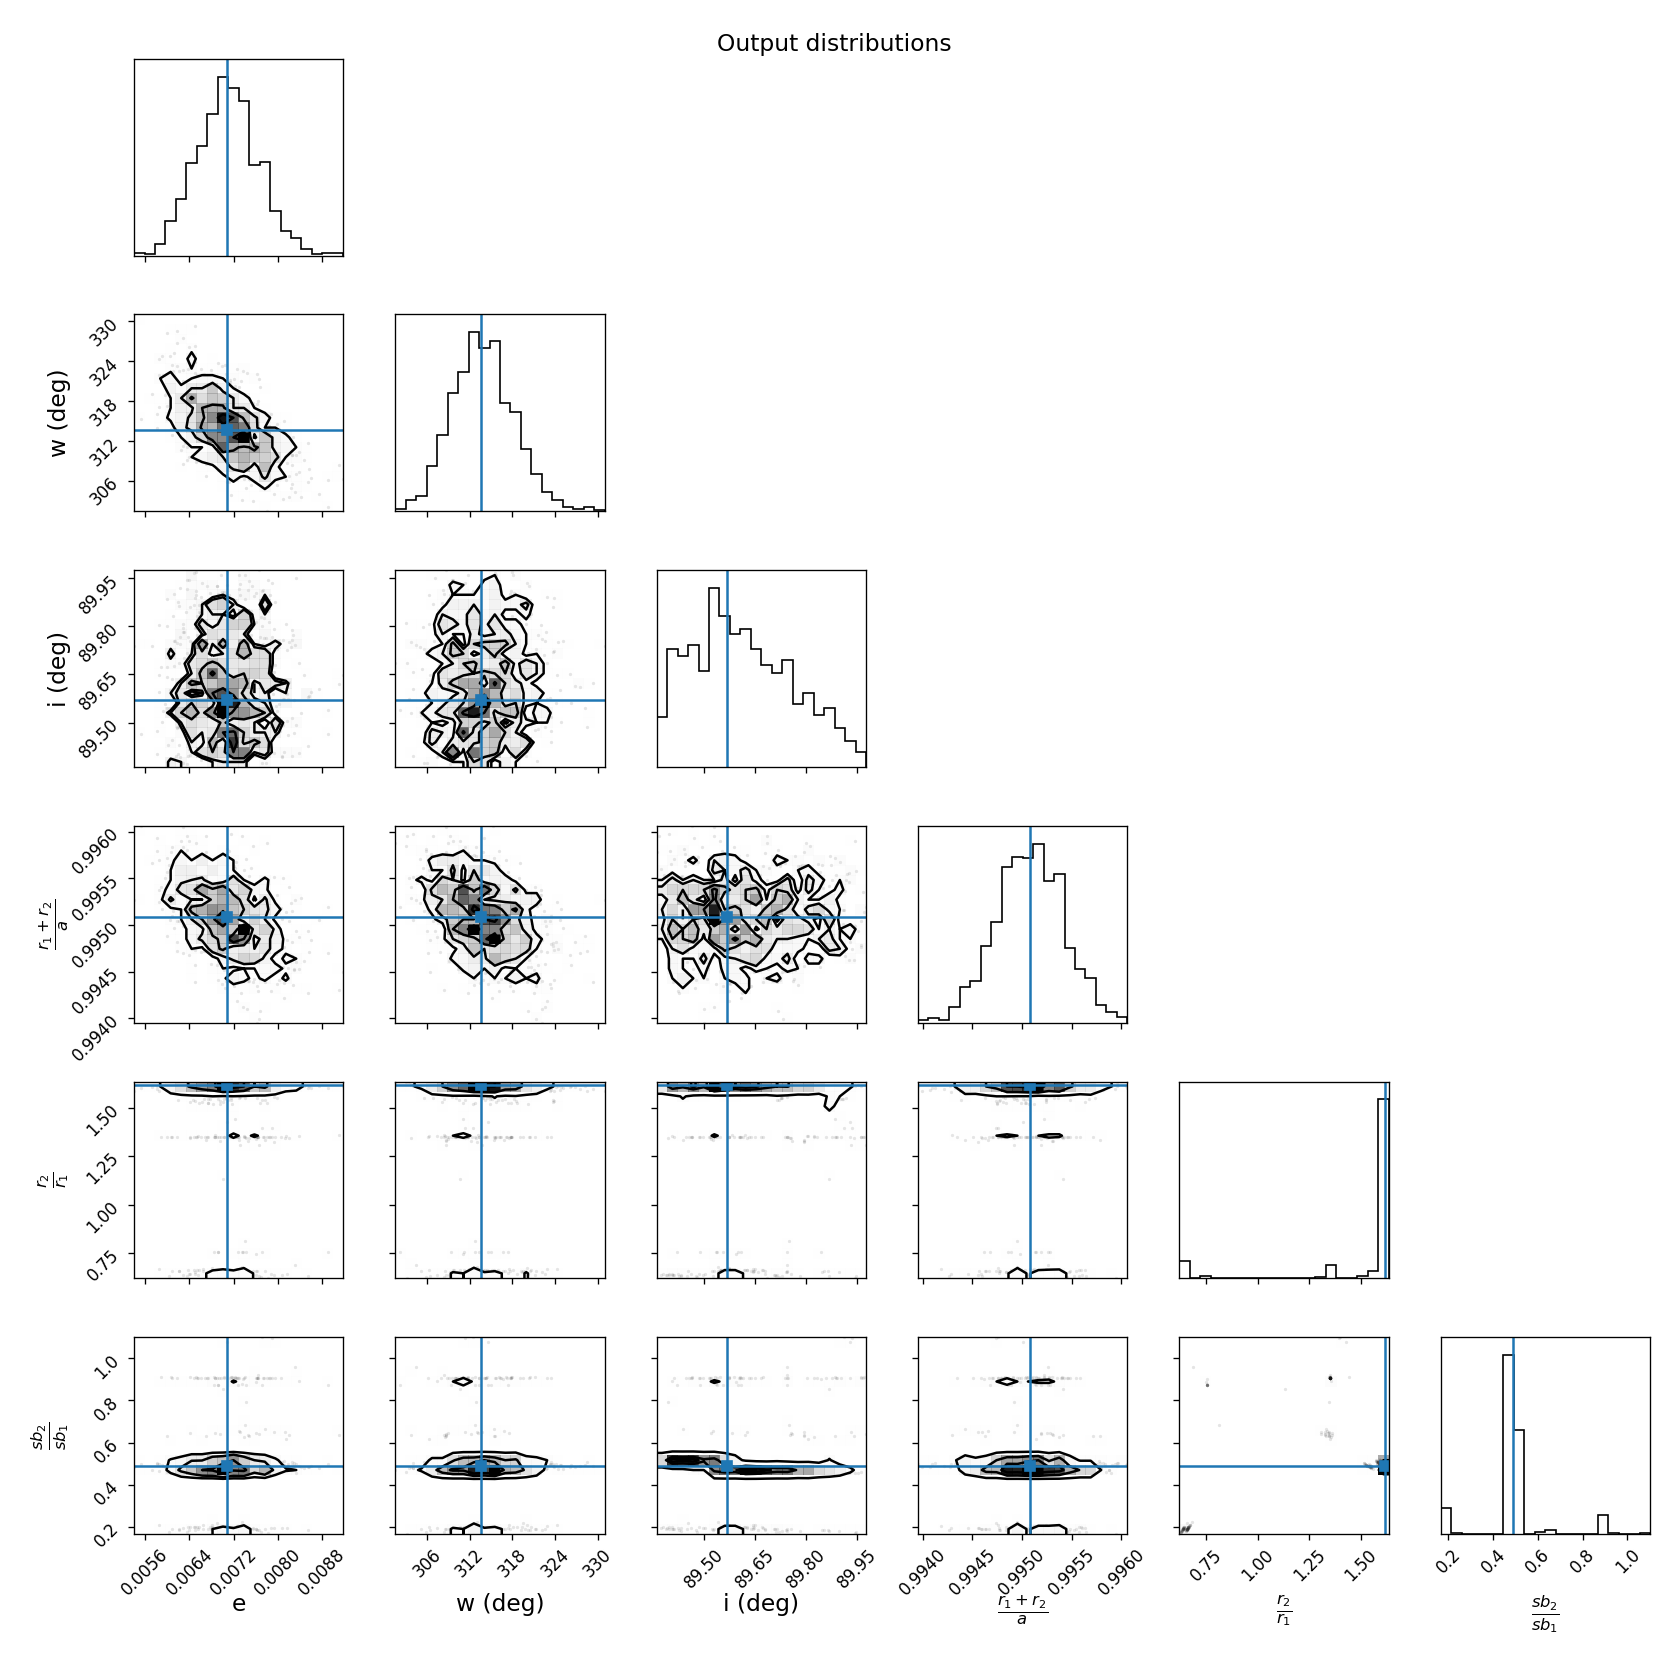 Output distributions
330
324
318
312
306
w (deg)
89.95
89.80
89.65
89.50
i (deg)
0.9960
0.9955
0.9950
0.9945
0.9940
r₁ + r₂
a
1.50
1.25
1.00
0.75
r₂
r₁
1.0
0.8
0.6
0.4
0.2
sb₂
sb₁
0.0056 0.0064 0.0072 0.0080 0.0088
e
306 312 318 324 330
w (deg)
89.50 89.65 89.80 89.95
i (deg)
0.9940 0.9945 0.9950 0.9955 0.9960
r₁ + r₂
a
0.75 1.00 1.25 1.50
r₂
r₁
0.2 0.4 0.6 0.8 1.0
sb₂
sb₁